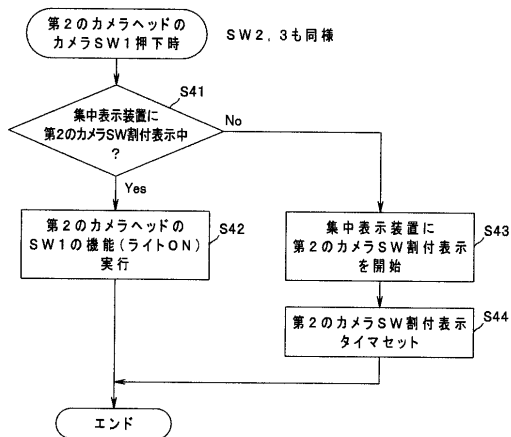 第2のカメラヘッドの
カメラSW1押下時
SW2, 3も同様
S41
集中表示装置に
第2のカメラSW割付表示中
?
No
Yes
第2のカメラヘッドの
SW1の機能(ライトON)
実行
S42
集中表示装置に
第2のカメラSW割付表示
を開始
S43
第2のカメラSW割付表示
タイマセット
S44
エンド